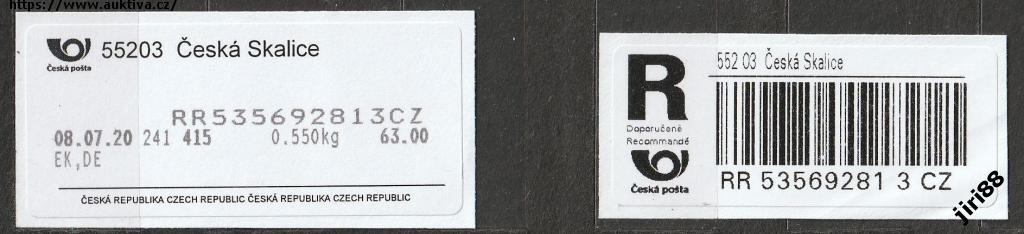 https://www.auktiva.cz/
55203 Česká Skalice
Česká pošta
RR535692813CZ
08.07.20 241 415 0.550kg 63.00
EK,DE
ČESKÁ REPUBLIKA CZECH REPUBLIC ČESKÁ REPUBLIKA CZECH REPUBLIC
R
552 03 Česká Skalice
Doporučeně
Recommandé
Česká pošta
RR 53569281 3 CZ
jiri88